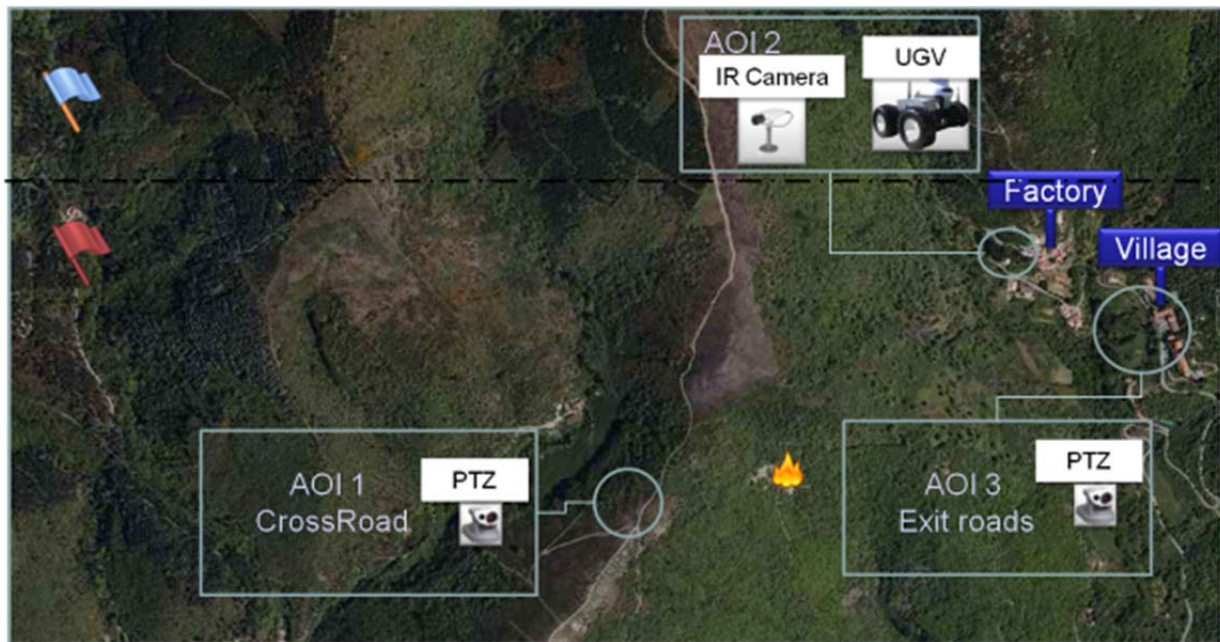 AOI 2
IR Camera
UGV
Factory
Village
AOI 1
CrossRoad
PTZ
AOI 3
Exit roads
PTZ